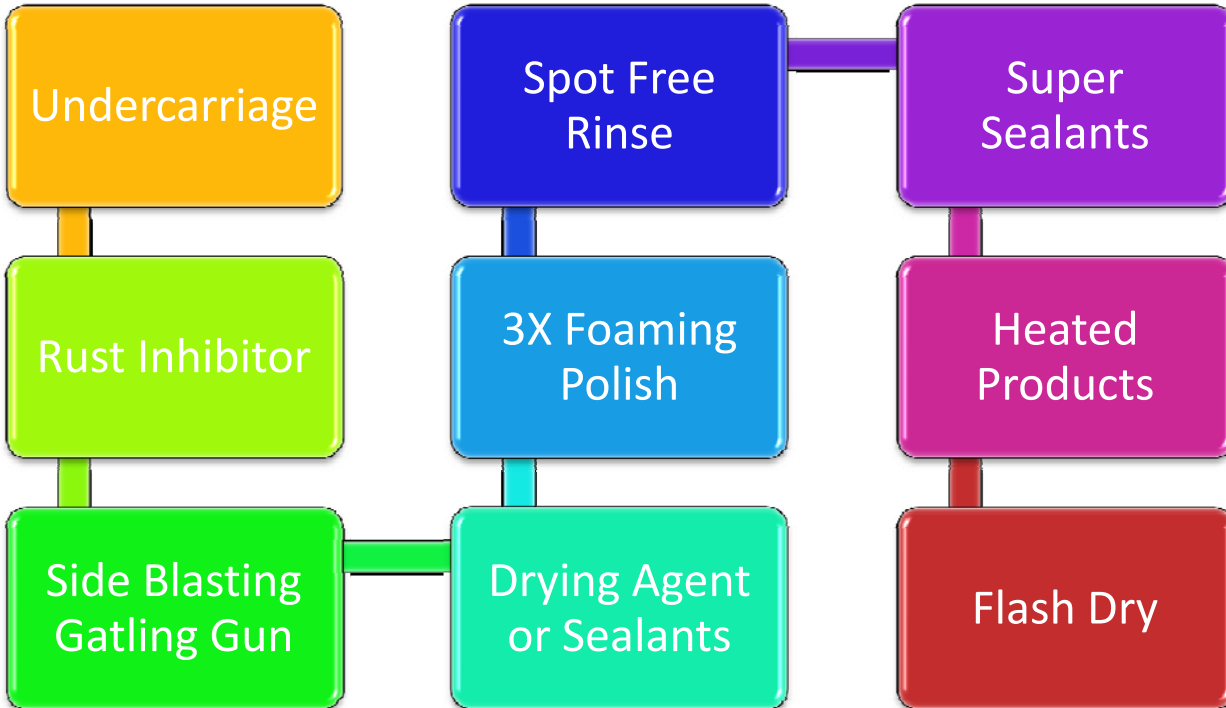 Undercarriage
Rust Inhibitor
Side Blasting
Gatling Gun
Drying Agent
or Sealants
3X Foaming
Polish
Spot Free
Rinse
Super
Sealants
Heated
Products
Flash Dry